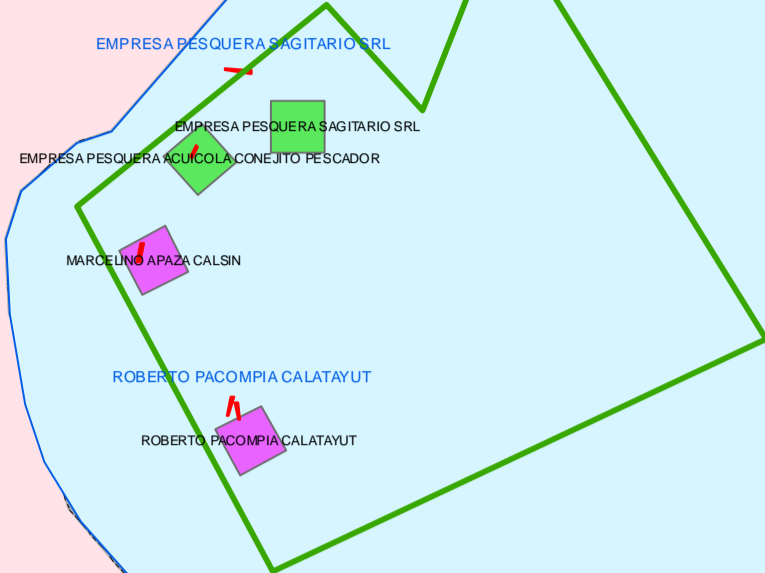 EMPRESA PESQUERA SAGITARIO SRL
EMPRESA PESQUERA SAGITARIO SRL
EMPRESA PESQUERA ACUICOLA CONEJITO PESCADOR
MARCELINO APAZA CALSIN
ROBERTO PACOMPIA CALATAYUT
ROBERTO PACOMPIA CALATAYUT